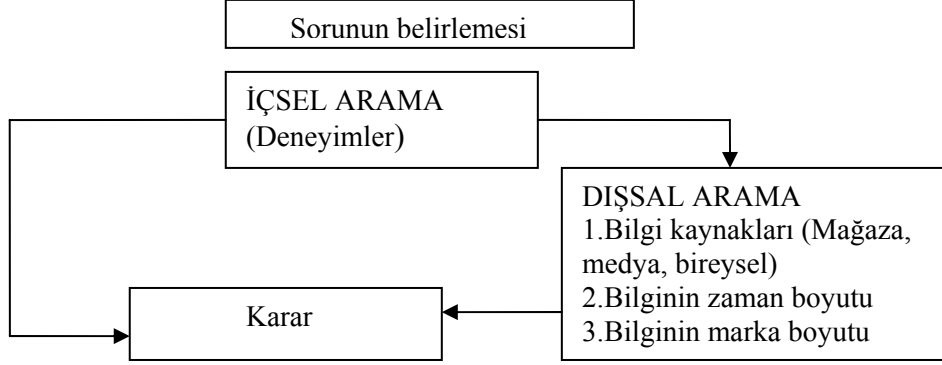 Sorunun belirlemesi
İÇSEL ARAMA
(Deneyimler)
DIŞSAL ARAMA
1.Bilgi kaynakları (Mağaza,
medya, bireysel)
2.Bilginin zaman boyutu
3.Bilginin marka boyutu
Karar